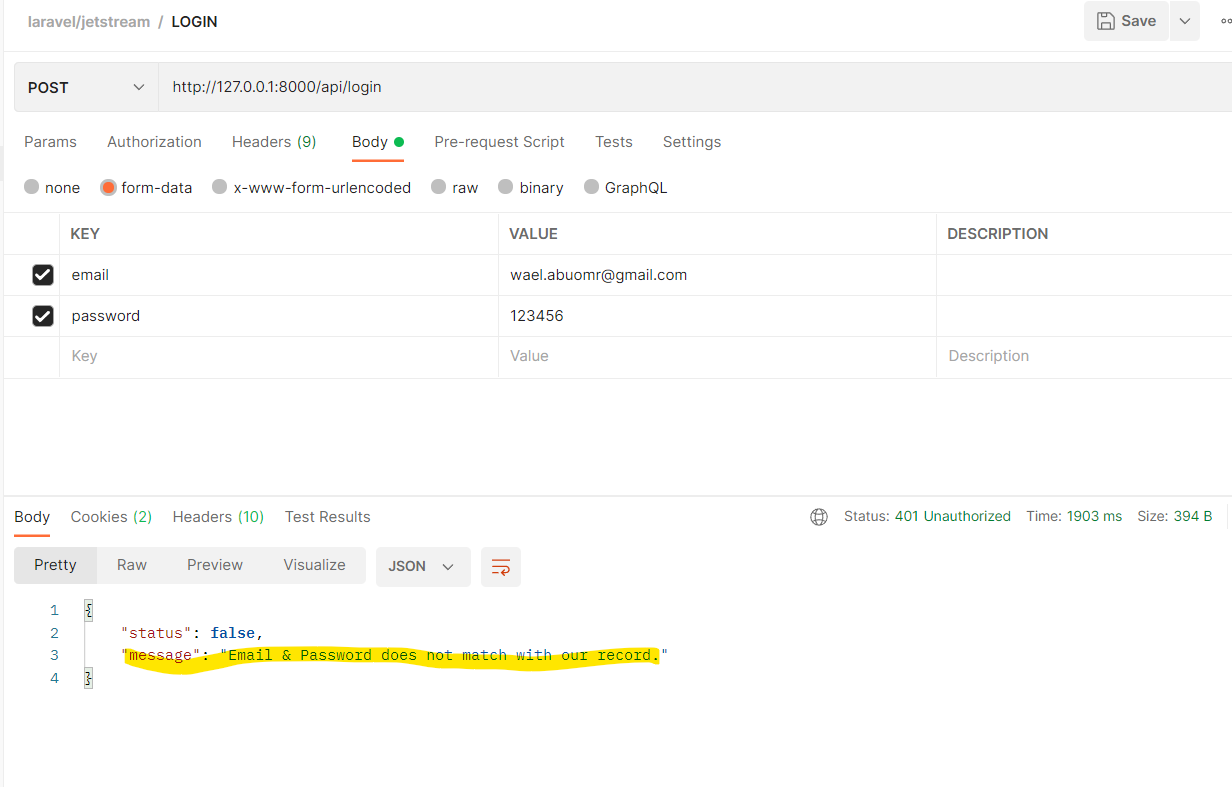 laravel/jetstream / LOGIN
Save
POST
http://127.0.0.1:8000/api/login
Params Authorization Headers (9) Body Pre-request Script Tests Settings
none form-data x-www-form-urlencoded raw binary GraphQL
KEY VALUE DESCRIPTION
email wael.abuomr@gmail.com
password 123456
Key Value Description
Body Cookies (2) Headers (10) Test Results Status: 401 Unauthorized Time: 1903 ms Size: 394 B
Pretty Raw Preview Visualize JSON
1 {
2 "status": false,
3 "message": "Email & Password does not match with our record."
4 }